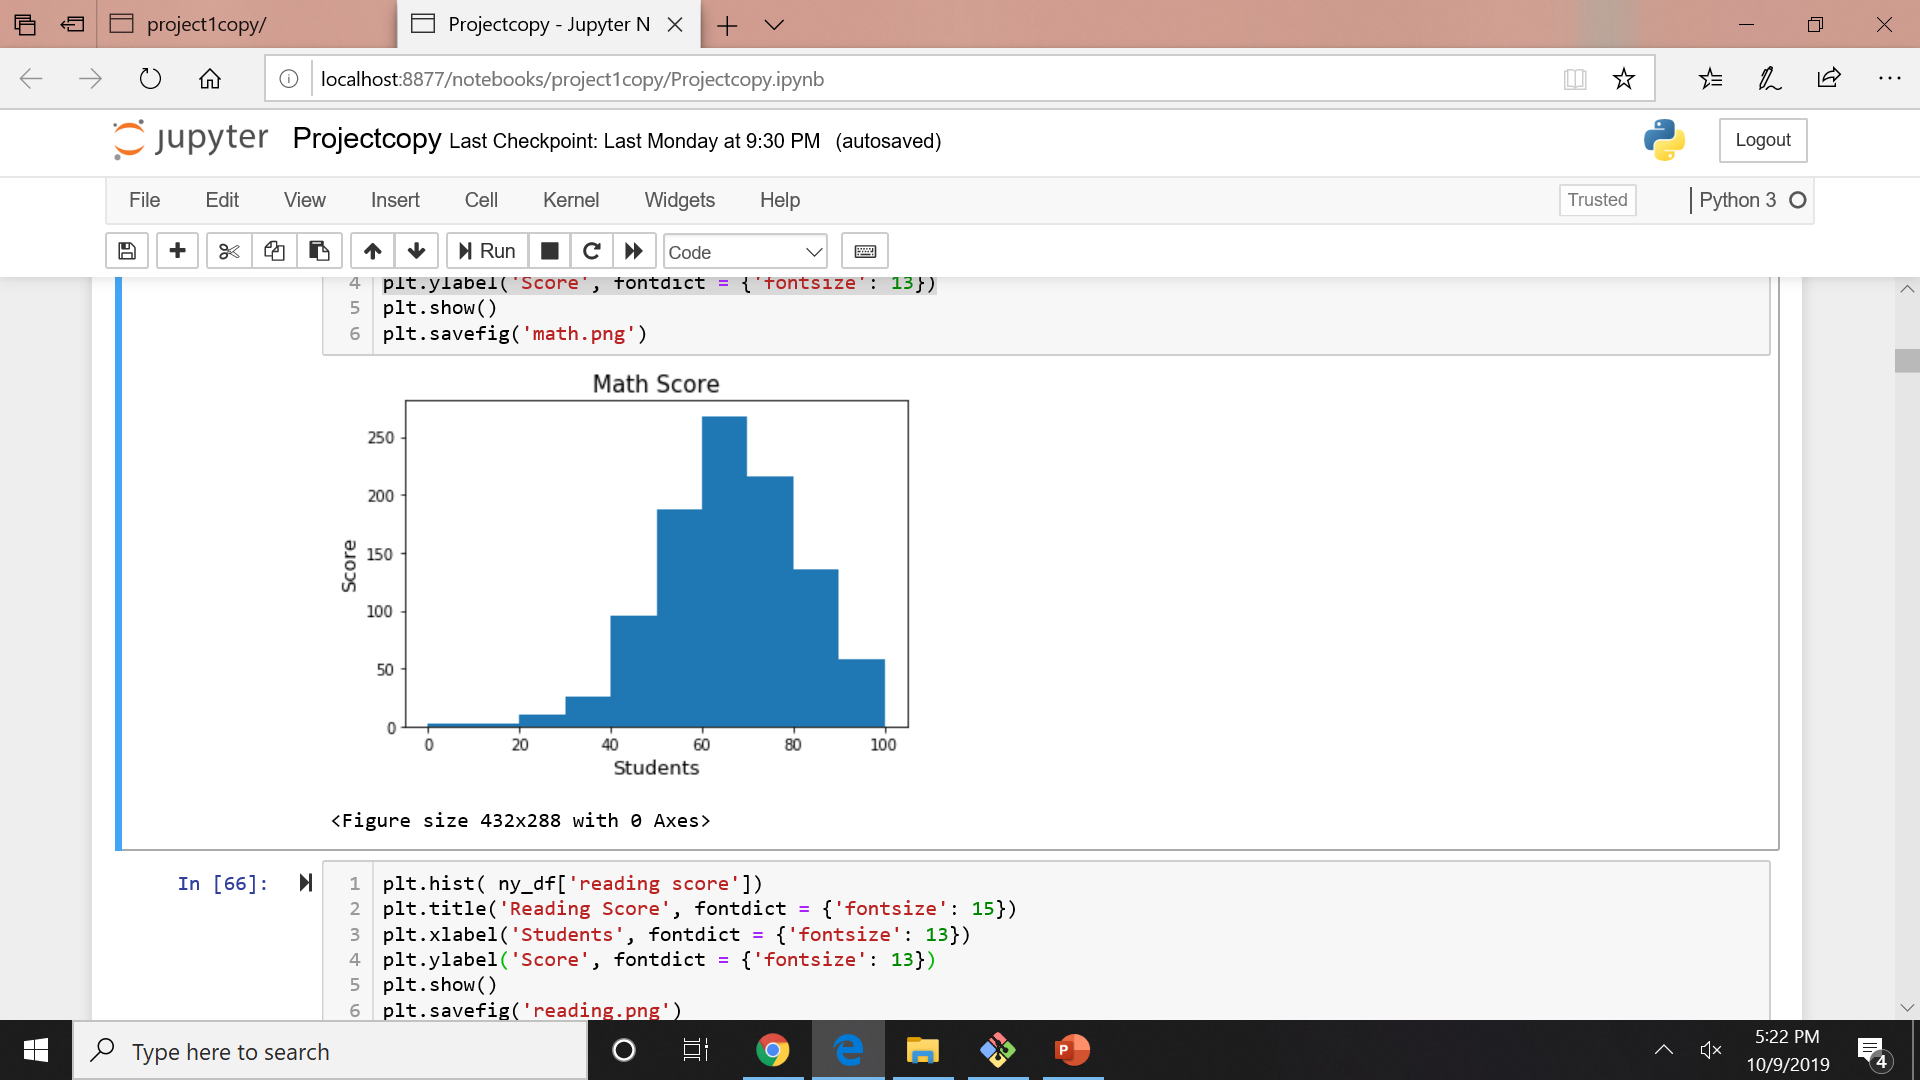 project1copy/
Projectcopy - Jupyter N
localhost:8877/notebooks/project1copy/Projectcopy.ipynb
jupyter Projectcopy Last Checkpoint: Last Monday at 9:30 PM (autosaved)
Logout
File Edit View Insert Cell Kernel Widgets Help
Trusted
Python 3
Run
Code
4 plt.ylabel('Score', fontdict = {'fontsize': 13})
5 plt.show()
6 plt.savefig('math.png')
Math Score
250
200
150
100
50
0
Score
0 20 40 60 80 100
Students
<Figure size 432x288 with 0 Axes>
In [66]:
1 plt.hist( ny_df['reading score'])
2 plt.title('Reading Score', fontdict = {'fontsize': 15})
3 plt.xlabel('Students', fontdict = {'fontsize': 13})
4 plt.ylabel('Score', fontdict = {'fontsize': 13})
5 plt.show()
6 plt.savefig('reading.png')
Type here to search
P
5:22 PM
10/9/2019
4